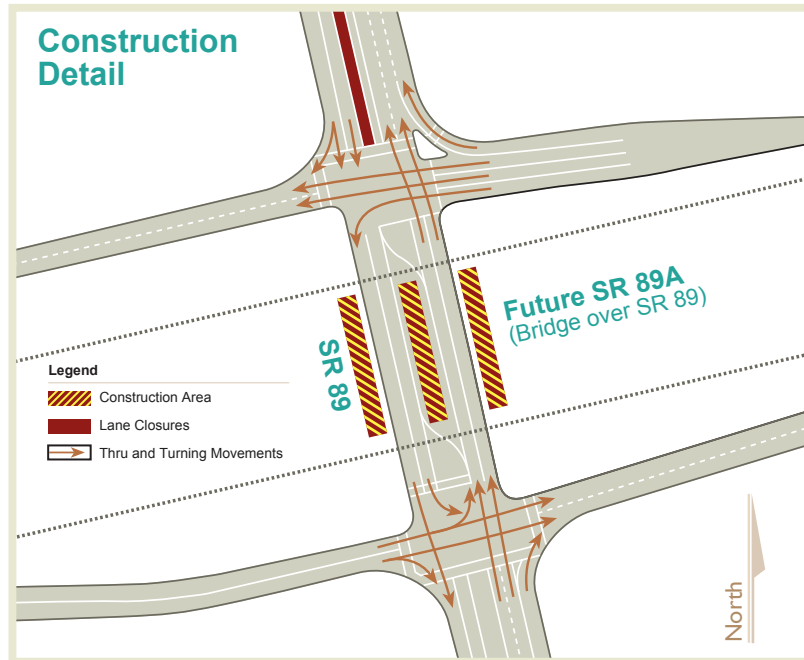 Construction
Detail
Future SR 89A
(Bridge over SR 89)
SR 89
Legend
Construction Area
Lane Closures
Thru and Turning Movements
North